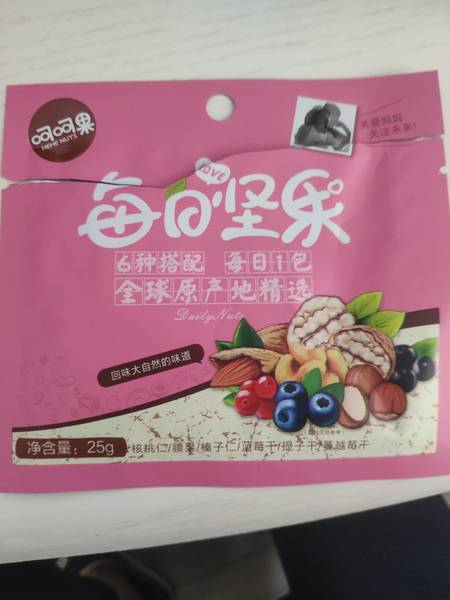 呵呵果
HEHE NUTS
关爱妈妈
关注未来!
LOVE
每日坚果
6种搭配 每日1包
全球原产地精选
Daily Nuts
回味大自然的味道
净含量: 25g
核桃仁/腰果/榛子仁/蓝莓干/提子干/蔓越莓干